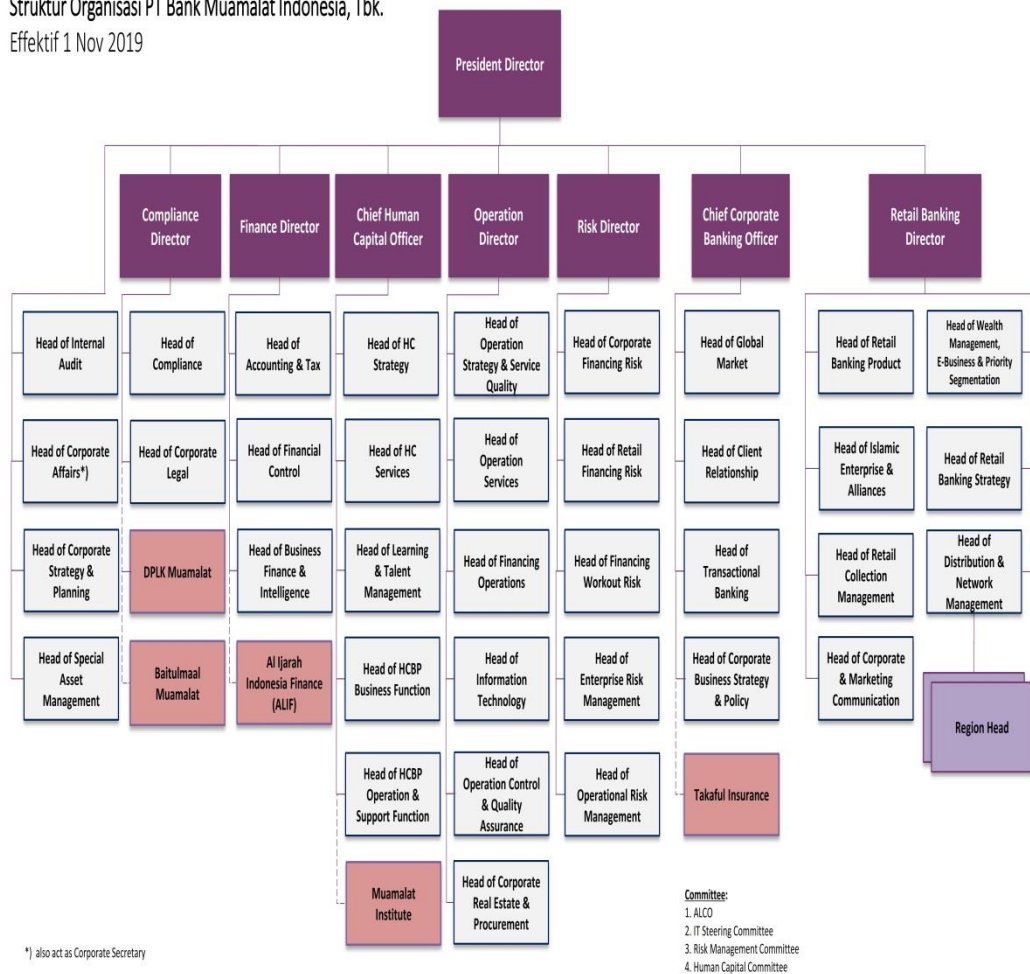 Struktur Organisasi PT Bank Muamalat Indonesia, Tbk.
Effektif 1 Nov 2019
President Director
Compliance
Director
Finance Director
Chief Human
Capital Officer
Operation
Director
Risk Director
Chief Corporate
Banking Officer
Retail Banking
Director
Head of Internal
Audit
Head of
Compliance
Head of
Accounting & Tax
Head of HC
Strategy
Head of
Operation
Strategy & Service
Quality
Head of Corporate
Financing Risk
Head of Global
Market
Head of Retail
Banking Product
Head of Wealth
Management,
E-Business & Priority
Segmentation
Head of Corporate
Affairs*)
Head of Corporate
Legal
Head of Financial
Control
Head of HC
Services
Head of
Operation
Services
Head of Retail
Financing Risk
Head of Client
Relationship
Head of Islamic
Enterprise &
Alliances
Head of Retail
Banking Strategy
Head of Corporate
Strategy &
Planning
DPLK Muamalat
Head of Business
Finance &
Intelligence
Head of Learning
& Talent
Management
Head of Financing
Operations
Head of Financing
Workout Risk
Head of
Transactional
Banking
Head of Retail
Collection
Management
Head of
Distribution &
Network
Management
Head of Special
Asset
Management
Baitulmaal
Muamalat
Al Ijarah
Indonesia Finance
(ALIF)
Head of HCBP
Business Function
Head of
Information
Technology
Head of
Enterprise Risk
Management
Head of Corporate
Business Strategy
& Policy
Head of Corporate
& Marketing
Communication
Region Head
Head of HCBP
Operation &
Support Function
Head of
Operation Control
& Quality
Assurance
Head of
Operational Risk
Management
Takaful Insurance
Muamalat
Institute
Head of Corporate
Real Estate &
Procurement
Committee:
1. ALCO
2. IT Steering Committee
3. Risk Management Committee
4. Human Capital Committee
*) also act as Corporate Secretary